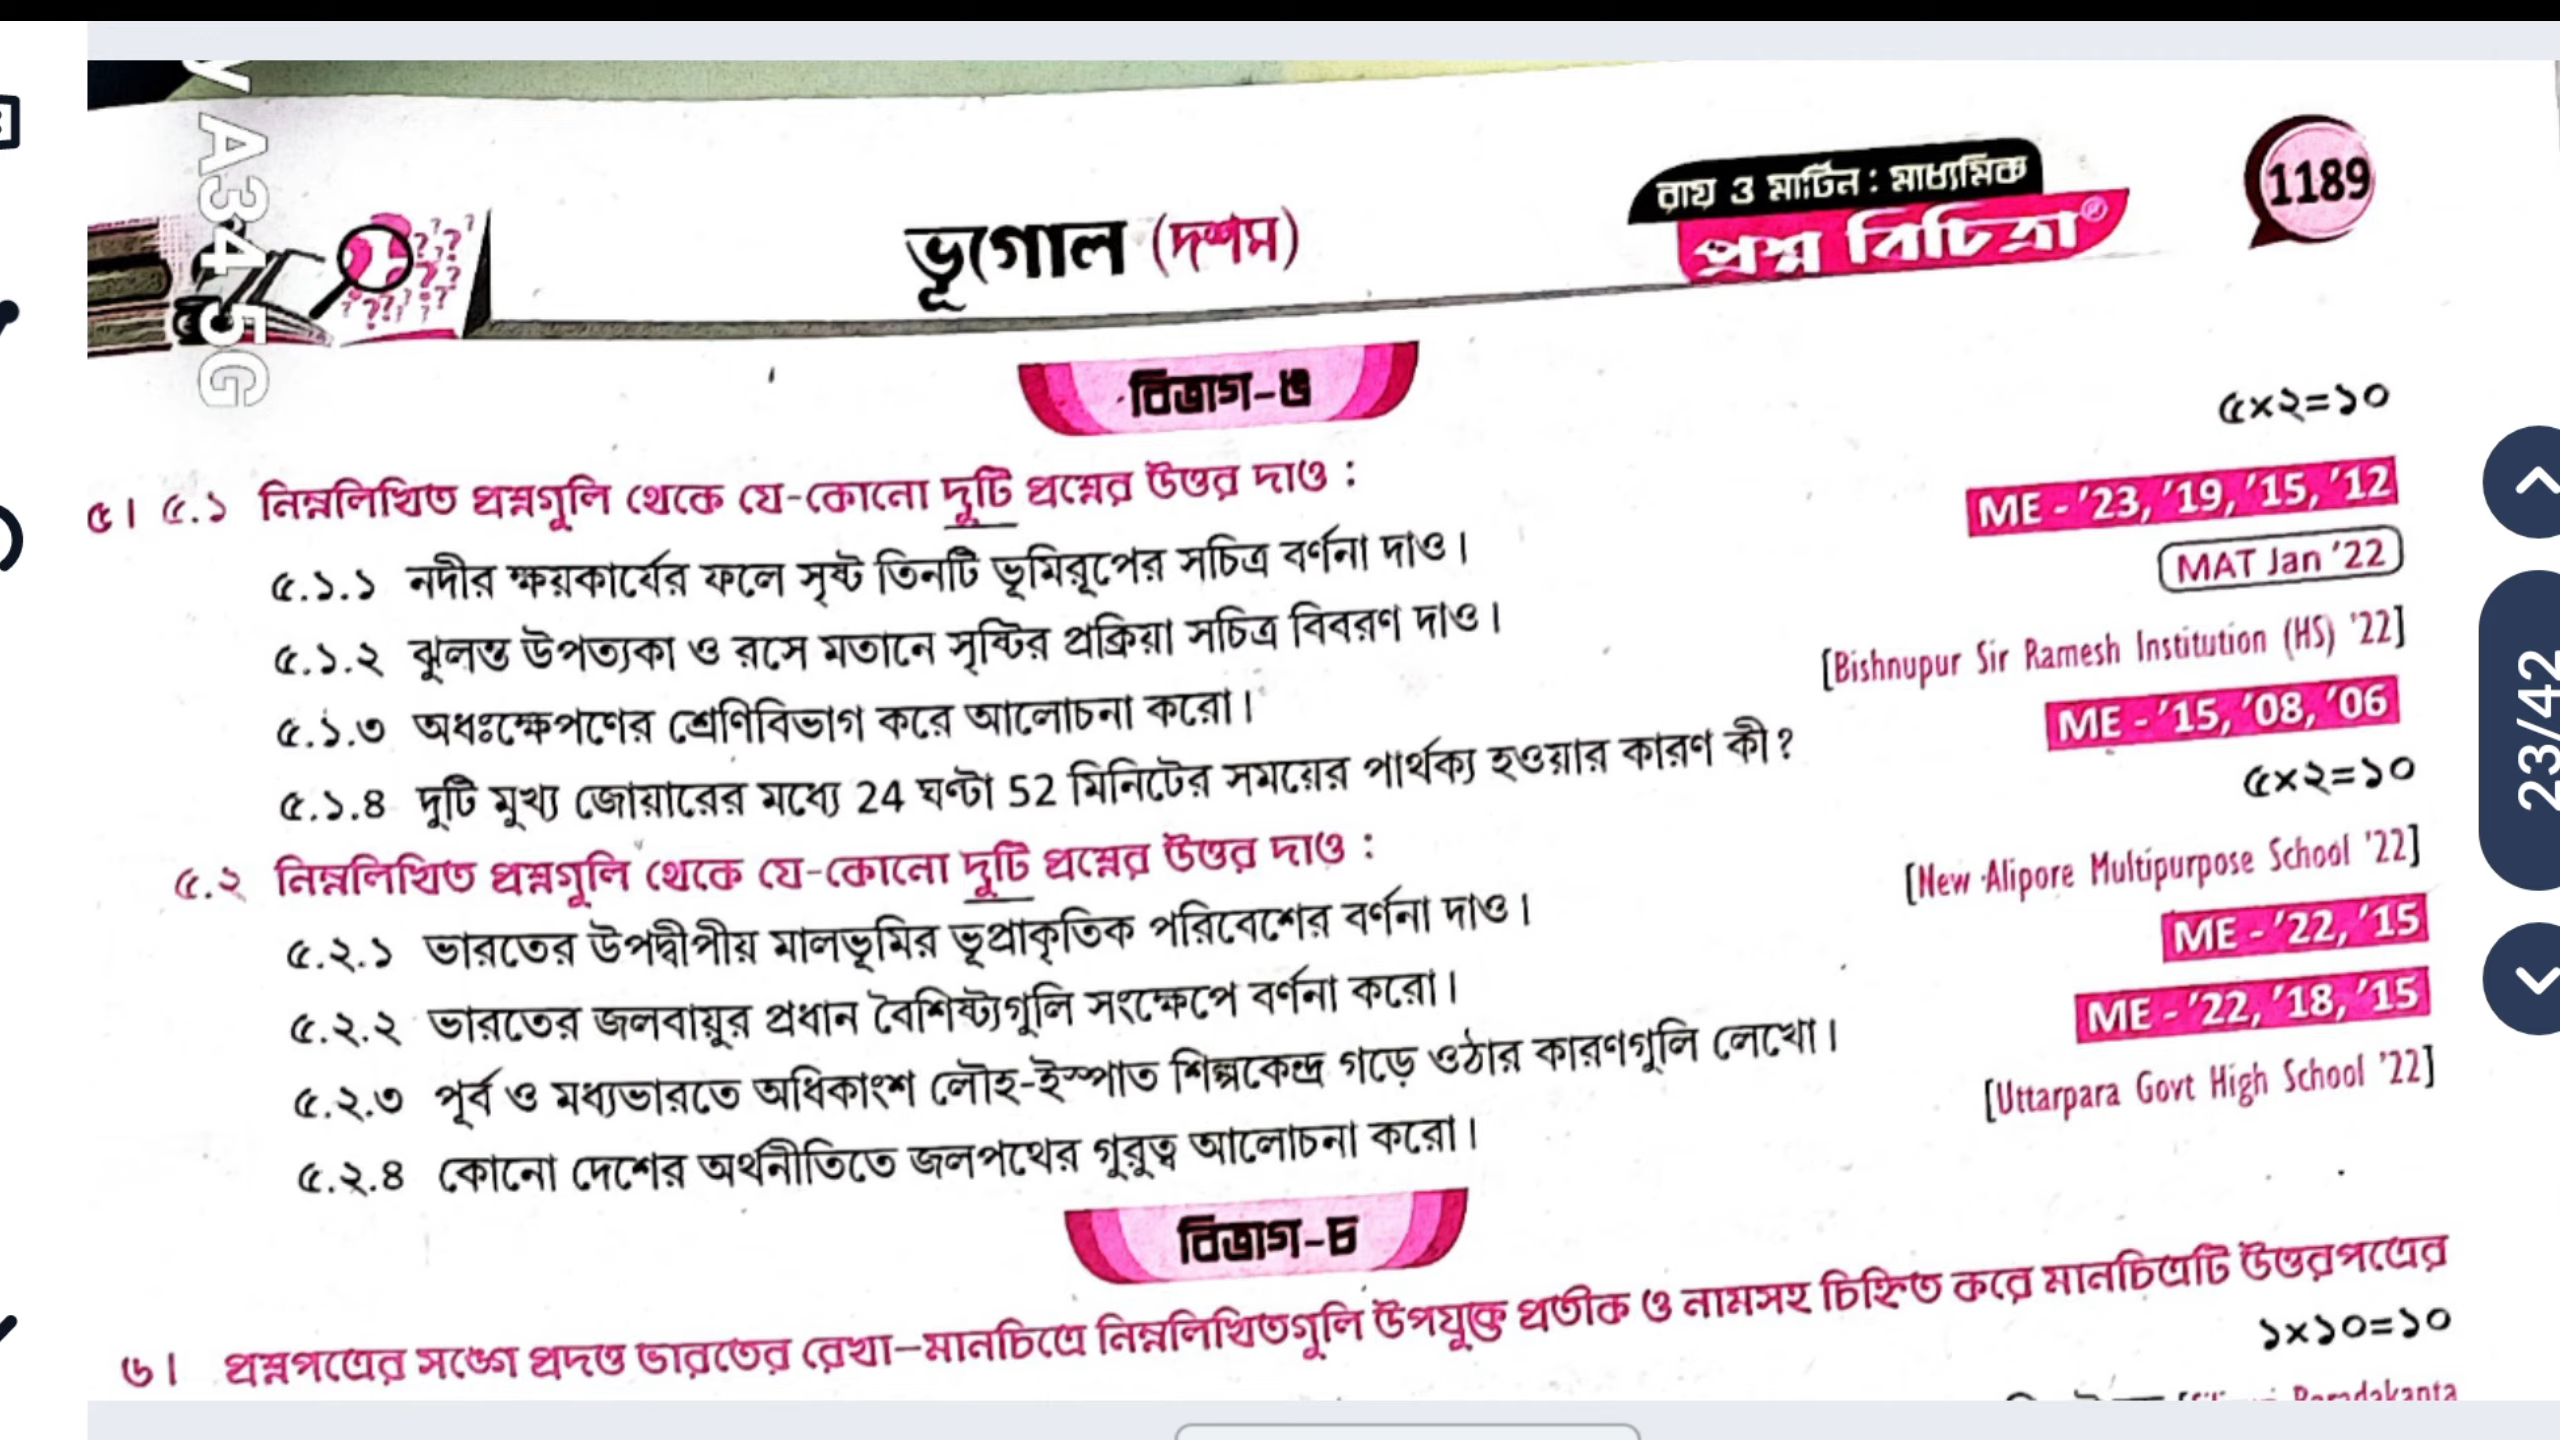 y A34 5G
রায় ও মার্টিন : মাধ্যমিক
প্রশ্ন বিচিত্রা®
1189
ভূগোল (দশম)
বিভাগ-ঙ
৫×২=১০
৫। ৫.১ নিম্নলিখিত প্রশ্নগুলি থেকে যে-কোনো দুটি প্রশ্নের উত্তর দাও :
৫.১.১ নদীর ক্ষয়কার্যের ফলে সৃষ্ট তিনটি ভূমিরূপের সচিত্র বর্ণনা দাও। ME - ’23, ’19, ’15, ’12
৫.১.২ ঝুলন্ত উপত্যকা ও রসে মতানে সৃষ্টির প্রক্রিয়া সচিত্র বিবরণ দাও। MAT Jan ’22
৫.১.৩ অধঃক্ষেপণের শ্রেণিবিভাগ করে আলোচনা করো। [Bishnupur Sir Ramesh Institution (HS) '22]
৫.১.৪ দুটি মুখ্য জোয়ারের মধ্যে 24 ঘণ্টা 52 মিনিটের সময়ের পার্থক্য হওয়ার কারণ কী? ME - ’15, ’08, ’06
৫.২ নিম্নলিখিত প্রশ্নগুলি থেকে যে-কোনো দুটি প্রশ্নের উত্তর দাও : ৫×২=১০
৫.২.১ ভারতের উপদ্বীপীয় মালভূমির ভূপ্রাকৃতিক পরিবেশের বর্ণনা দাও। [New Alipore Multipurpose School '22]
৫.২.২ ভারতের জলবায়ুর প্রধান বৈশিষ্ট্যগুলি সংক্ষেপে বর্ণনা করো। ME - ’22, ’15
৫.২.৩ পূর্ব ও মধ্যভারতে অধিকাংশ লৌহ-ইস্পাত শিল্পকেন্দ্র গড়ে ওঠার কারণগুলি লেখো। ME - ’22, ’18, ’15
৫.২.৪ কোনো দেশের অর্থনীতিতে জলপথের গুরুত্ব আলোচনা করো। [Uttarpara Govt High School '22]
বিভাগ-চ
৬। প্রশ্নপত্রের সঙ্গে প্রদত্ত ভারতের রেখা-মানচিত্রে নিম্নলিখিতগুলি উপযুক্ত প্রতীক ও নামসহ চিহ্নিত করে মানচিত্রটি উত্তরপত্রের
১×১০=১০
23/42